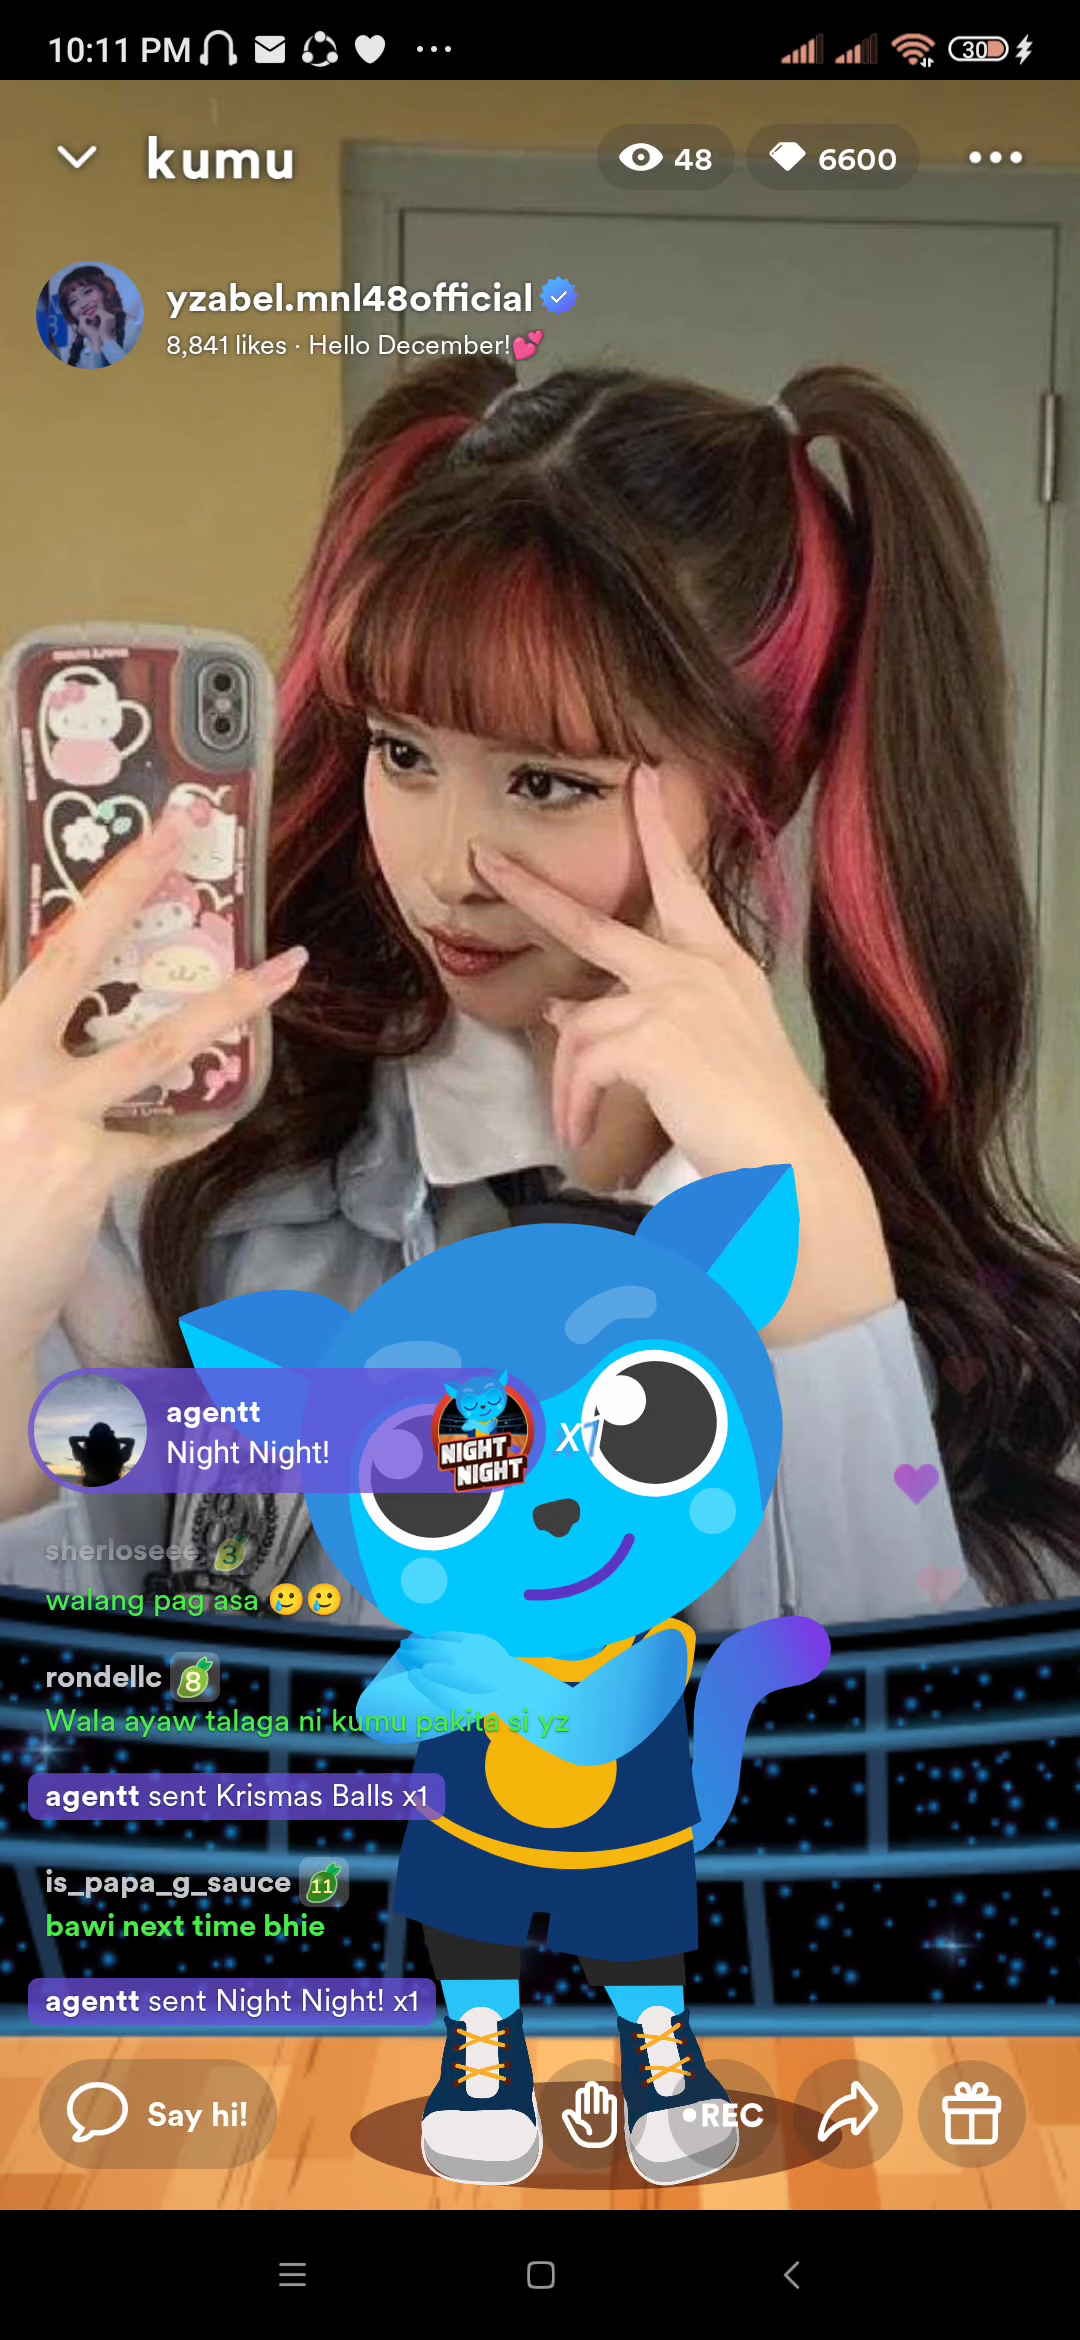 10:11 PM
30
kumu
48
6600
yzabel.mnl48official
8,841 likes · Hello December!💕
agentt
Night Night!
NIGHT
NIGHT
x1
sherloseee 3
walang pag asa 🥲🥲
rondellc 8
Wala ayaw talaga ni kumu pakita si yz
agentt sent Krismas Balls x1
is_papa_g_sauce 11
bawi next time bhie
agentt sent Night Night! x1
Say hi!
•REC